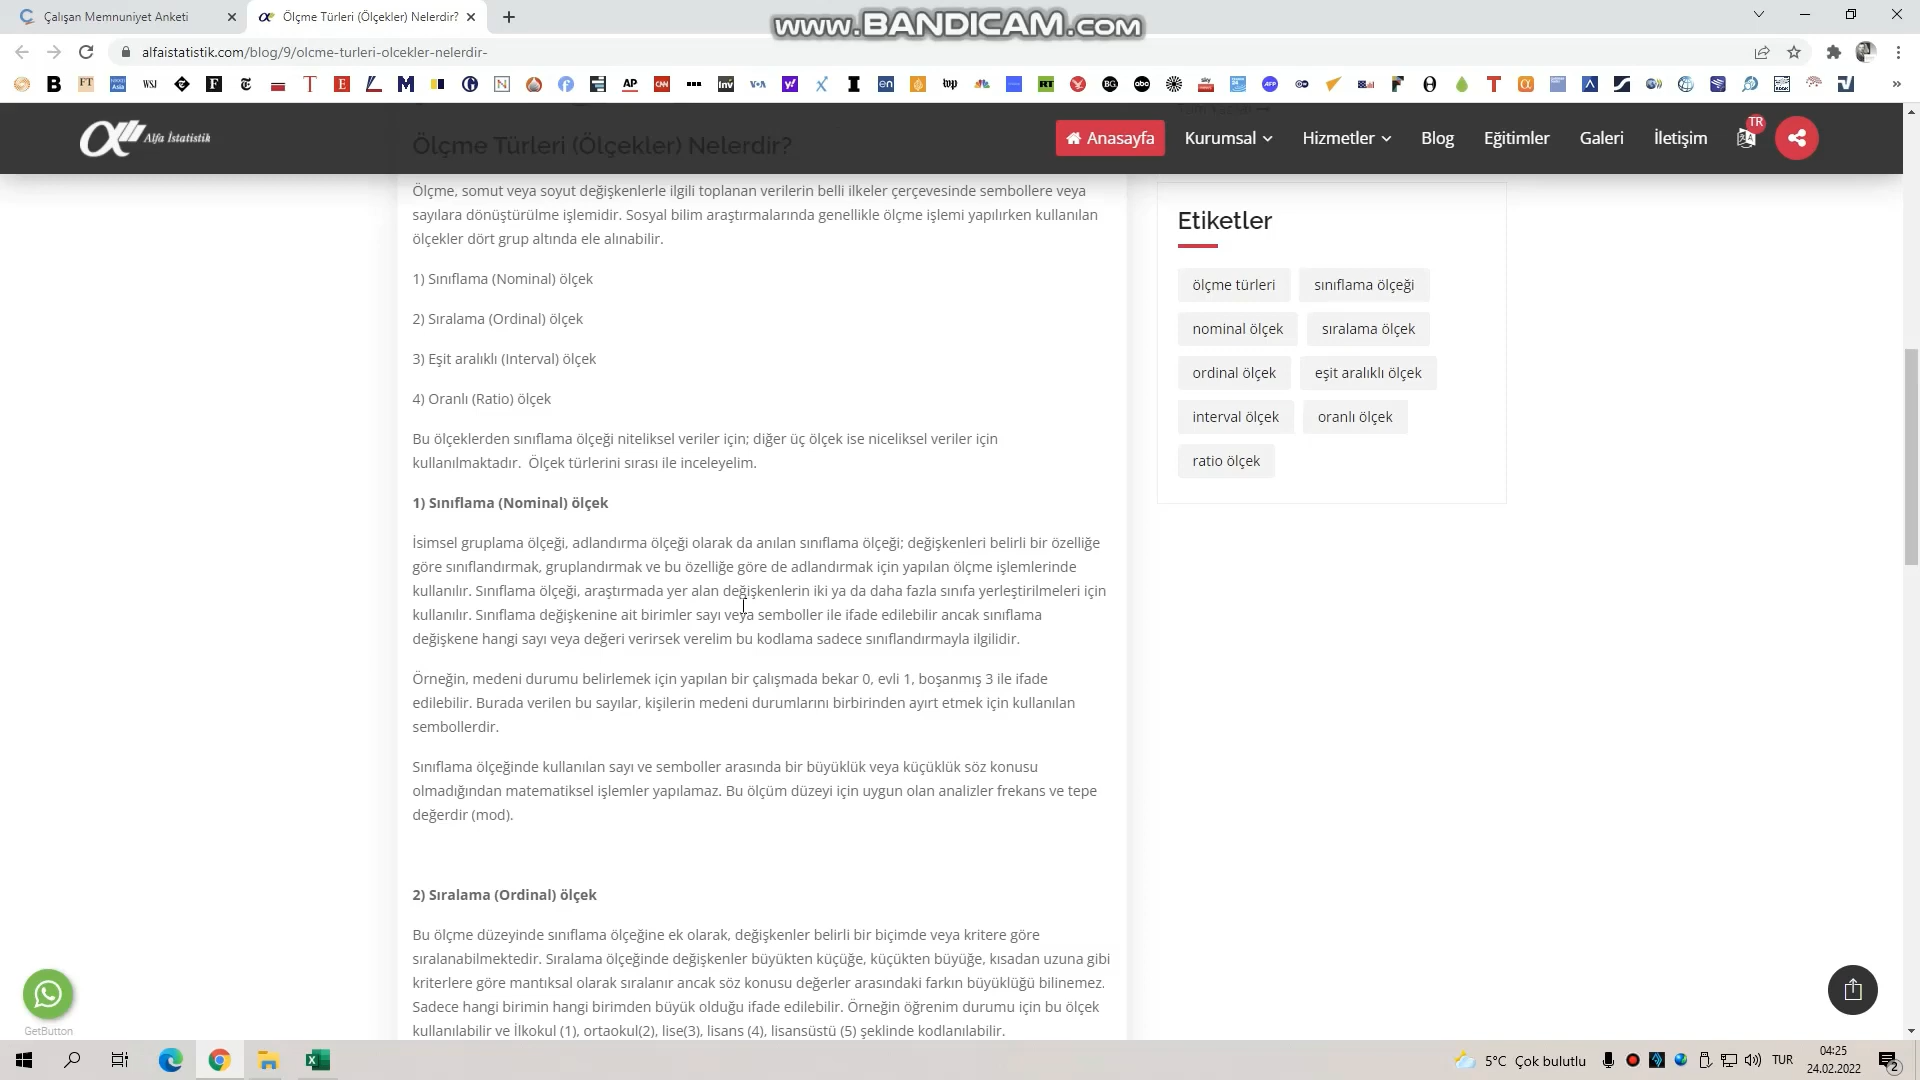 Çalışan Memnuniyet Anketi
Ölçme Türleri (Ölçekler) Nelerdir?
www.BANDICAM.com
alfaistatistik.com/blog/9/olcme-turleri-olcekler-nelerdir-
Alfa İstatistik
Ölçme Türleri (Ölçekler) Nelerdir?
Anasayfa
Kurumsal
Hizmetler
Blog
Eğitimler
Galeri
İletişim
TR
Ölçme, somut veya soyut değişkenlerle ilgili toplanan verilerin belli ilkeler çerçevesinde sembollere veya
sayılara dönüştürülme işlemidir. Sosyal bilim araştırmalarında genellikle ölçme işlemi yapılırken kullanılan
ölçekler dört grup altında ele alınabilir.
1) Sınıflama (Nominal) ölçek
2) Sıralama (Ordinal) ölçek
3) Eşit aralıklı (Interval) ölçek
4) Oranlı (Ratio) ölçek
Bu ölçeklerden sınıflama ölçeği niteliksel veriler için; diğer üç ölçek ise niceliksel veriler için
kullanılmaktadır.  Ölçek türlerini sırası ile inceleyelim.
1) Sınıflama (Nominal) ölçek
İsimsel gruplama ölçeği, adlandırma ölçeği olarak da anılan sınıflama ölçeği; değişkenleri belirli bir özelliğe
göre sınıflandırmak, gruplandırmak ve bu özelliğe göre de adlandırmak için yapılan ölçme işlemlerinde
kullanılır. Sınıflama ölçeği, araştırmada yer alan değişkenlerin iki ya da daha fazla sınıfa yerleştirilmeleri için
kullanılır. Sınıflama değişkenine ait birimler sayı veya semboller ile ifade edilebilir ancak sınıflama
değişkene hangi sayı veya değeri verirsek verelim bu kodlama sadece sınıflandırmayla ilgilidir.
Örneğin, medeni durumu belirlemek için yapılan bir çalışmada bekar 0, evli 1, boşanmış 3 ile ifade
edilebilir. Burada verilen bu sayılar, kişilerin medeni durumlarını birbirinden ayırt etmek için kullanılan
sembollerdir.
Sınıflama ölçeğinde kullanılan sayı ve semboller arasında bir büyüklük veya küçüklük söz konusu
olmadığından matematiksel işlemler yapılamaz. Bu ölçüm düzeyi için uygun olan analizler frekans ve tepe
değerdir (mod).
2) Sıralama (Ordinal) ölçek
Bu ölçme düzeyinde sınıflama ölçeğine ek olarak, değişkenler belirli bir biçimde veya kritere göre
sıralanabilmektedir. Sıralama ölçeğinde değişkenler büyükten küçüğe, küçükten büyüğe, kısadan uzuna gibi
kriterlere göre mantıksal olarak sıralanır ancak söz konusu değerler arasındaki farkın büyüklüğü bilinemez.
Sadece hangi birimin hangi birimden büyük olduğu ifade edilebilir. Örneğin öğrenim durumu için bu ölçek
kullanılabilir ve İlkokul (1), ortaokul(2), lise(3), lisans (4), lisansüstü (5) şeklinde kodlanılabilir.
Etiketler
ölçme türleri
sınıflama ölçeği
nominal ölçek
sıralama ölçek
ordinal ölçek
eşit aralıklı ölçek
interval ölçek
oranlı ölçek
ratio ölçek
GetButton
5°C Çok bulutlu
TUR
04:25
24.02.2022
2